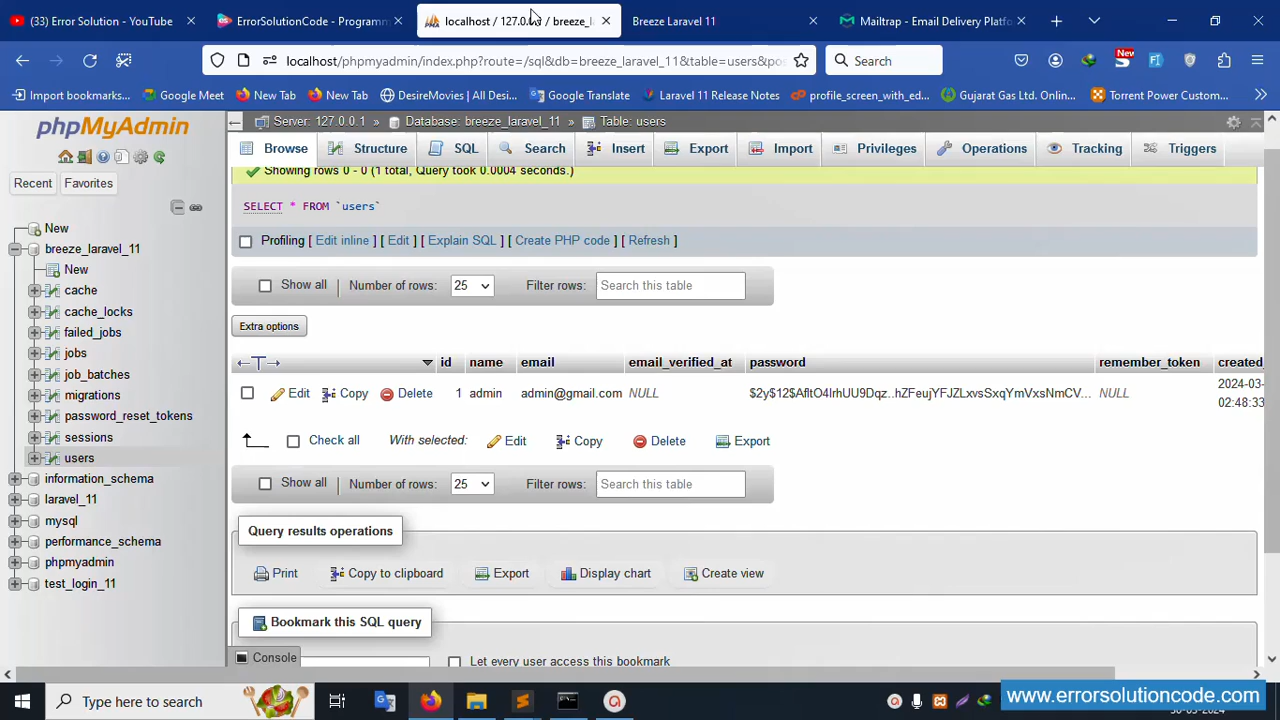 (33) Error Solution - YouTube
ErrorSolutionCode - Programm
localhost / 127.0.0.1 / breeze_l
Breeze Laravel 11
Mailtrap - Email Delivery Platfo
localhost/phpmyadmin/index.php?route=/sql&db=breeze_laravel_11&table=users&pos
Search
New
Import bookmarks...
Google Meet
New Tab
New Tab
DesireMovies | All Desi...
Google Translate
Laravel 11 Release Notes
profile_screen_with_ed...
Gujarat Gas Ltd. Onlin...
Torrent Power Custom...
phpMyAdmin
Recent
Favorites
New
breeze_laravel_11
New
cache
cache_locks
failed_jobs
jobs
job_batches
migrations
password_reset_tokens
sessions
users
information_schema
laravel_11
mysql
performance_schema
phpmyadmin
test_login_11
Server: 127.0.0.1 » Database: breeze_laravel_11 » Table: users
Browse Structure SQL Search Insert Export Import Privileges Operations Tracking Triggers
Showing rows 0 - 0 (1 total, Query took 0.0004 seconds.)
SELECT * FROM `users`
Profiling [ Edit inline ] [ Edit ] [ Explain SQL ] [ Create PHP code ] [ Refresh ]
Show all Number of rows: 25 Filter rows: Search this table
Extra options
id name email email_verified_at password remember_token created_
Edit Copy Delete 1 admin admin@gmail.com NULL NULL
2024-03-
02:48:33
Check all With selected: Edit Copy Delete Export
Show all Number of rows: 25 Filter rows: Search this table
Query results operations
Print Copy to clipboard Export Display chart Create view
Bookmark this SQL query
Console
Let every user access this bookmark
Type here to search
www.errorsolutioncode.com